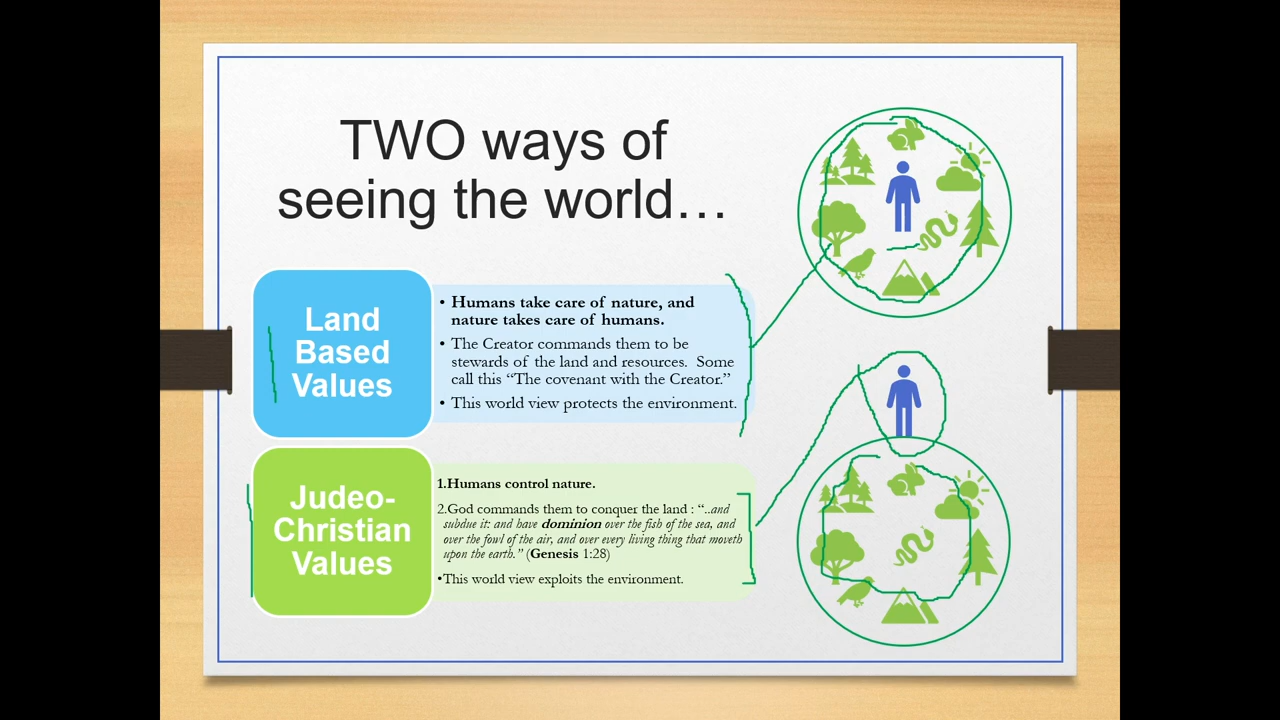 TWO ways of
seeing the world…
Land
Based
Values
• Humans take care of nature, and
nature takes care of humans.
• The Creator commands them to be
stewards of the land and resources. Some
call this “The covenant with the Creator.”
• This world view protects the environment.
Judeo-
Christian
Values
1.Humans control nature.
2.God commands them to conquer the land : “..and
subdue it: and have dominion over the fish of the sea, and
over the fowl of the air, and over every living thing that moveth
upon the earth.” (Genesis 1:28)
•This world view exploits the environment.